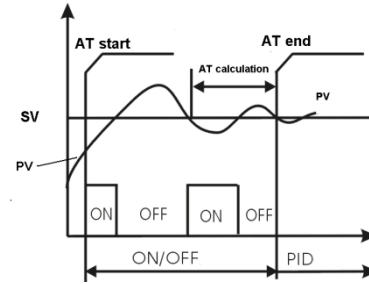 AT start
AT end
AT calculation
PV
SV
PV
ON
OFF
ON
OFF
ON/OFF
PID